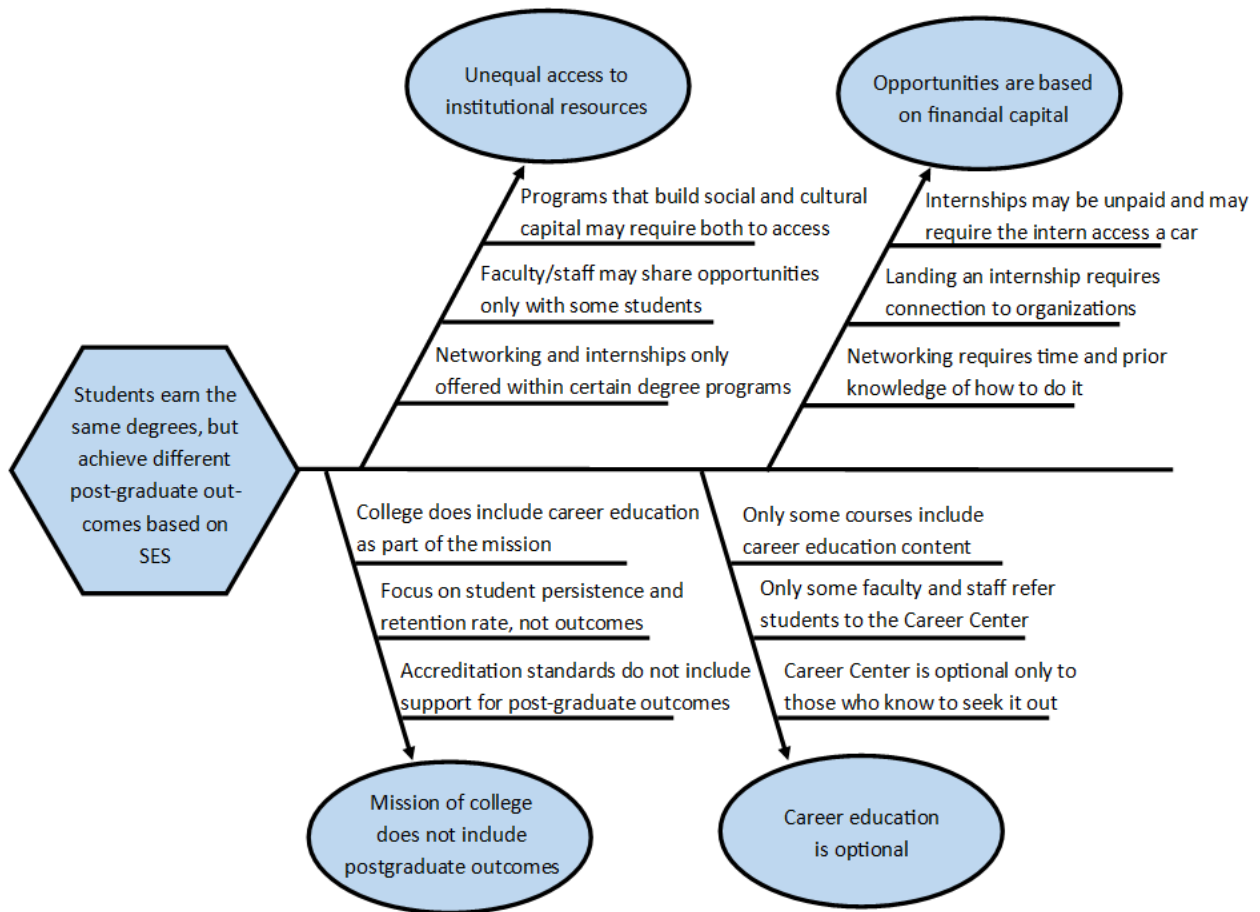 Unequal access to
institutional resources
Opportunities are based
on financial capital
Programs that build social and cultural
capital may require both to access
Internships may be unpaid and may
require the intern access a car
Faculty/staff may share opportunities
only with some students
Landing an internship requires
connection to organizations
Networking and internships only
offered within certain degree programs
Networking requires time and prior
knowledge of how to do it
Students earn the
same degrees, but
achieve different
post-graduate out-
comes based on
SES
College does include career education
as part of the mission
Only some courses include
career education content
Focus on student persistence and
retention rate, not outcomes
Only some faculty and staff refer
students to the Career Center
Accreditation standards do not include
support for post-graduate outcomes
Career Center is optional only to
those who know to seek it out
Mission of college
does not include
postgraduate outcomes
Career education
is optional